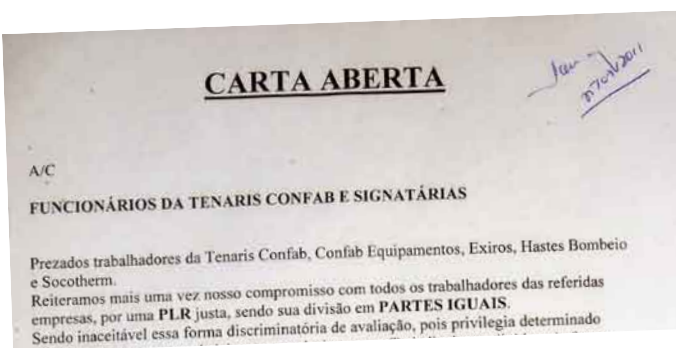 CARTA ABERTA
A/C
FUNCIONÁRIOS DA TENARIS CONFAB E SIGNATÁRIAS
Prezados trabalhadores da Tenaris Confab, Confab Equipamentos, Exiros, Hastes Bombeio
e Socotherm.
Reiteramos mais uma vez nosso compromisso com todos os trabalhadores das referidas
empresas, por uma PLR justa, sendo sua divisão em PARTES IGUAIS.
Sendo inaceitável essa forma discriminatória de avaliação, pois privilegia determinado